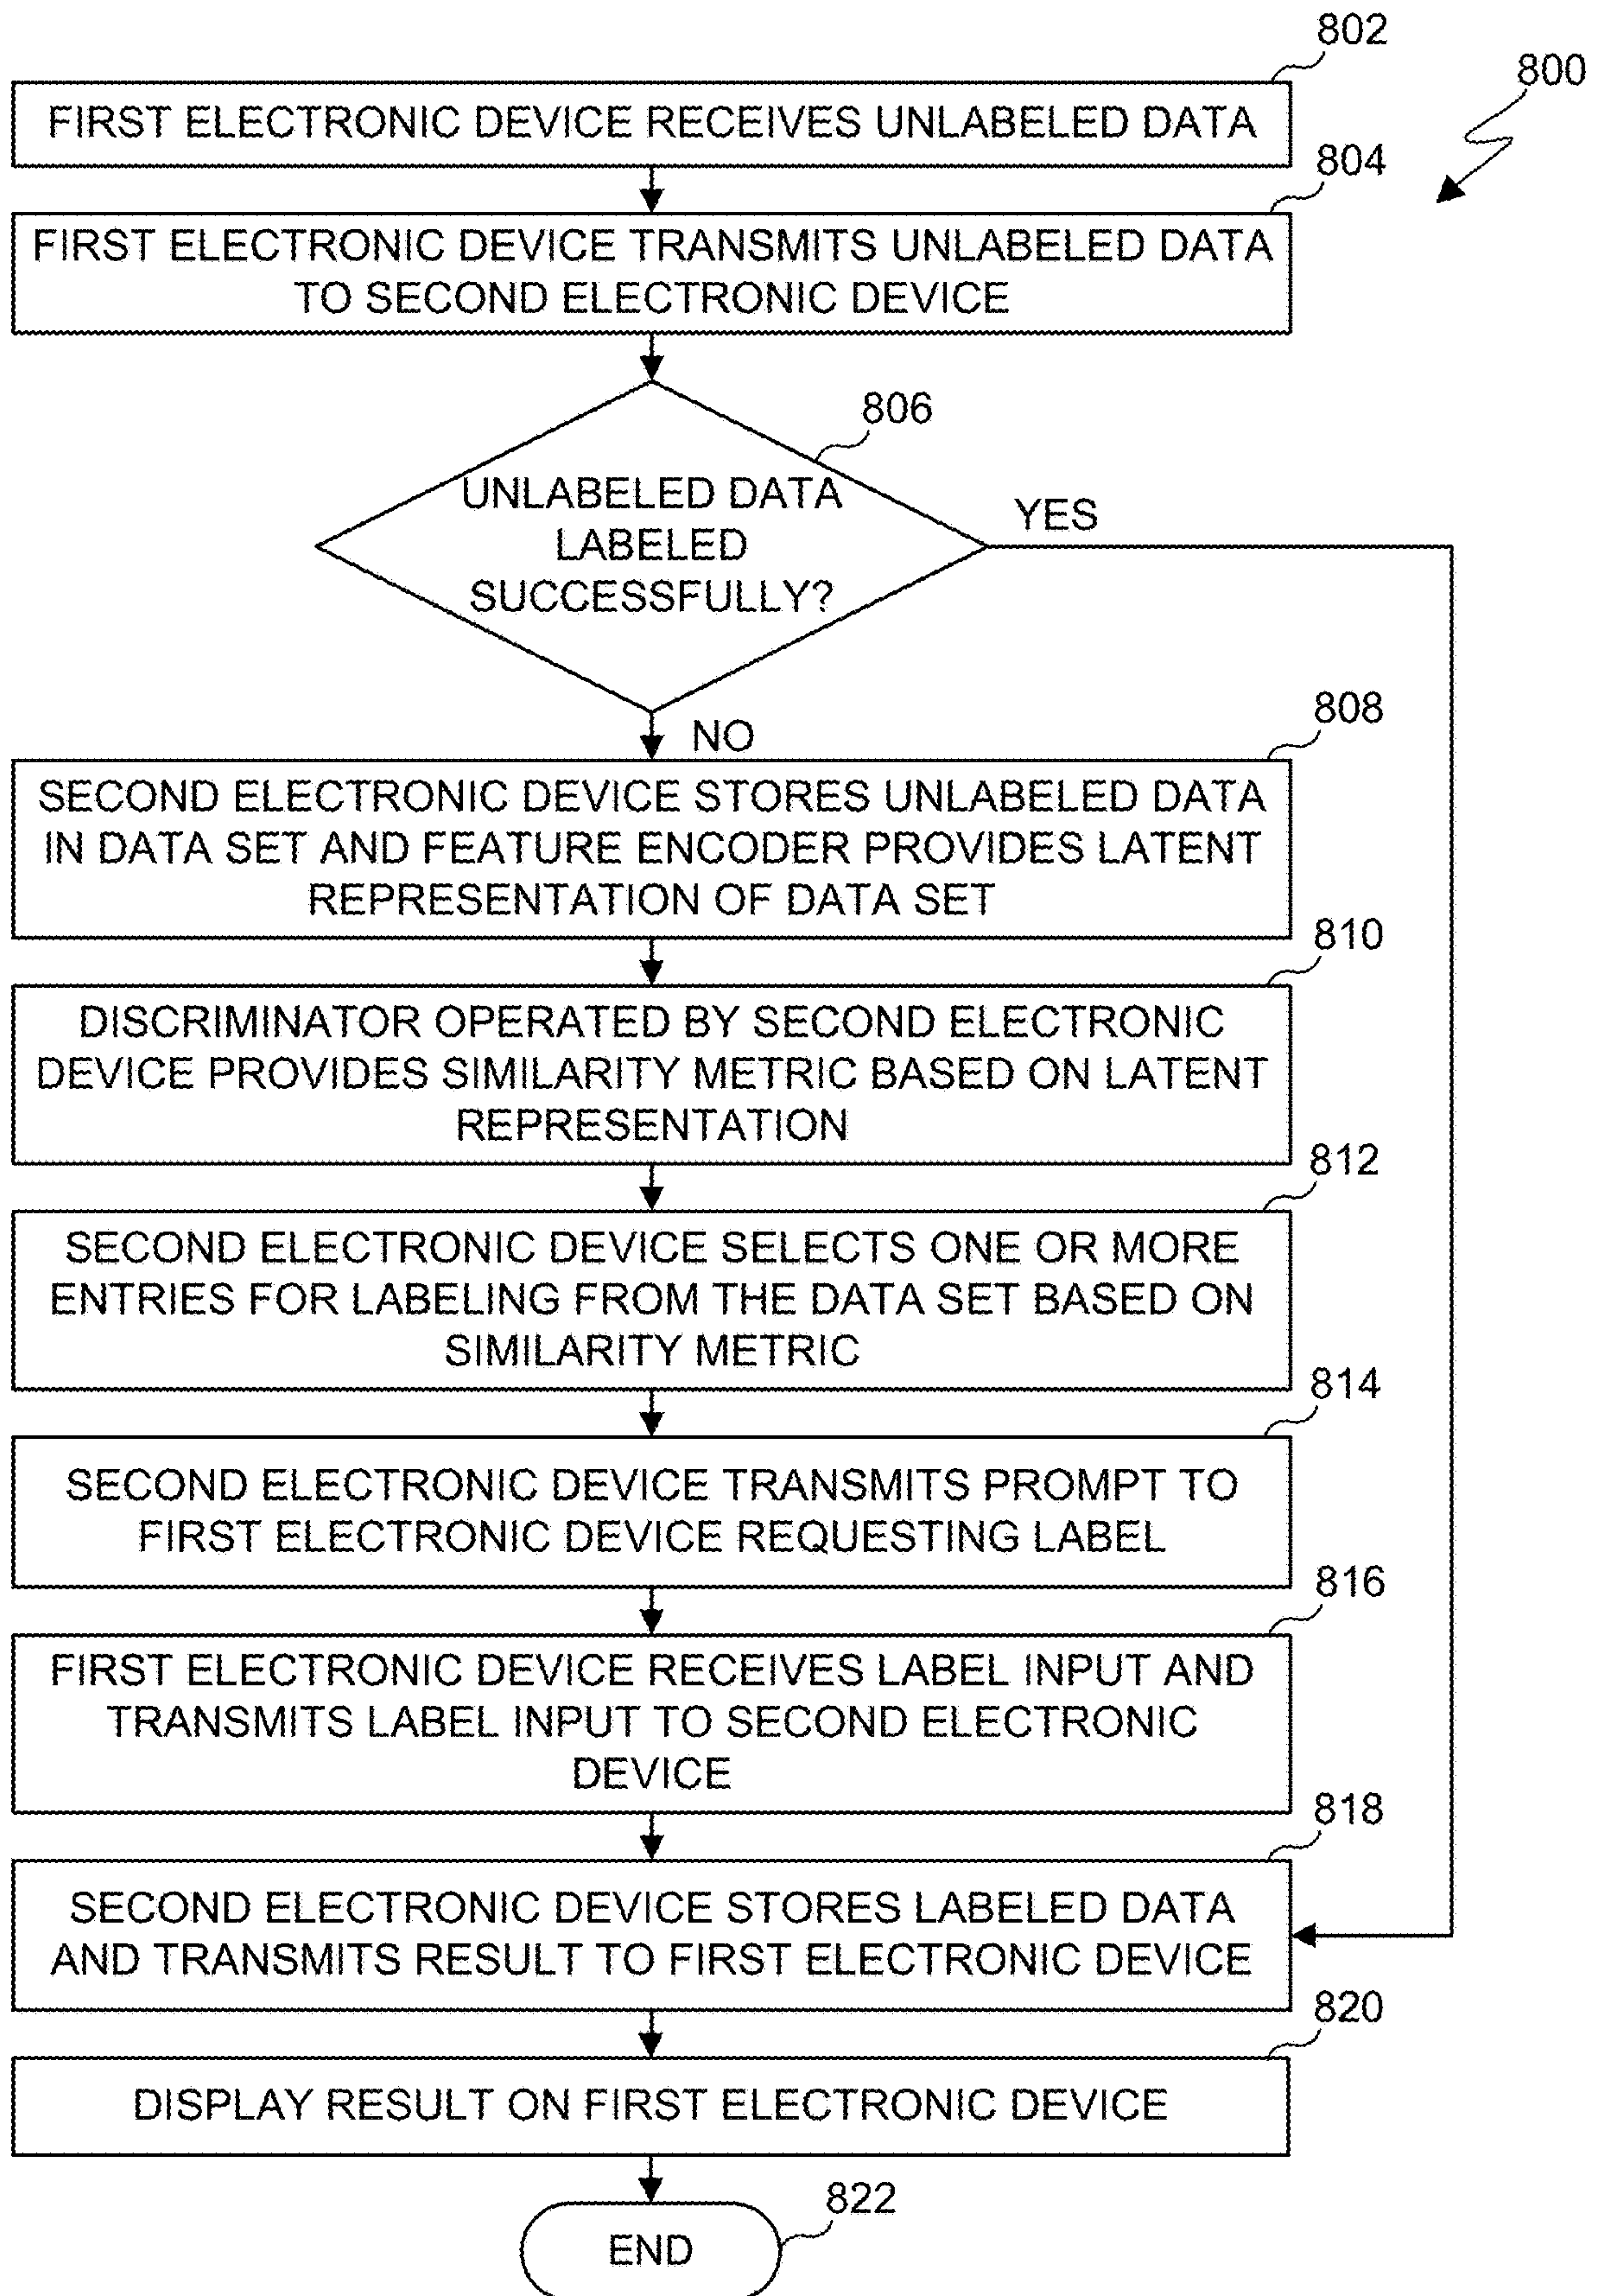 802
800
FIRST ELECTRONIC DEVICE RECEIVES UNLABELED DATA
804
FIRST ELECTRONIC DEVICE TRANSMITS UNLABELED DATA
TO SECOND ELECTRONIC DEVICE
806
UNLABELED DATA
LABELED
SUCCESSFULLY?
YES
NO
808
SECOND ELECTRONIC DEVICE STORES UNLABELED DATA
IN DATA SET AND FEATURE ENCODER PROVIDES LATENT
REPRESENTATION OF DATA SET
810
DISCRIMINATOR OPERATED BY SECOND ELECTRONIC
DEVICE PROVIDES SIMILARITY METRIC BASED ON LATENT
REPRESENTATION
812
SECOND ELECTRONIC DEVICE SELECTS ONE OR MORE
ENTRIES FOR LABELING FROM THE DATA SET BASED ON
SIMILARITY METRIC
814
SECOND ELECTRONIC DEVICE TRANSMITS PROMPT TO
FIRST ELECTRONIC DEVICE REQUESTING LABEL
816
FIRST ELECTRONIC DEVICE RECEIVES LABEL INPUT AND
TRANSMITS LABEL INPUT TO SECOND ELECTRONIC
DEVICE
818
SECOND ELECTRONIC DEVICE STORES LABELED DATA
AND TRANSMITS RESULT TO FIRST ELECTRONIC DEVICE
820
DISPLAY RESULT ON FIRST ELECTRONIC DEVICE
822
END